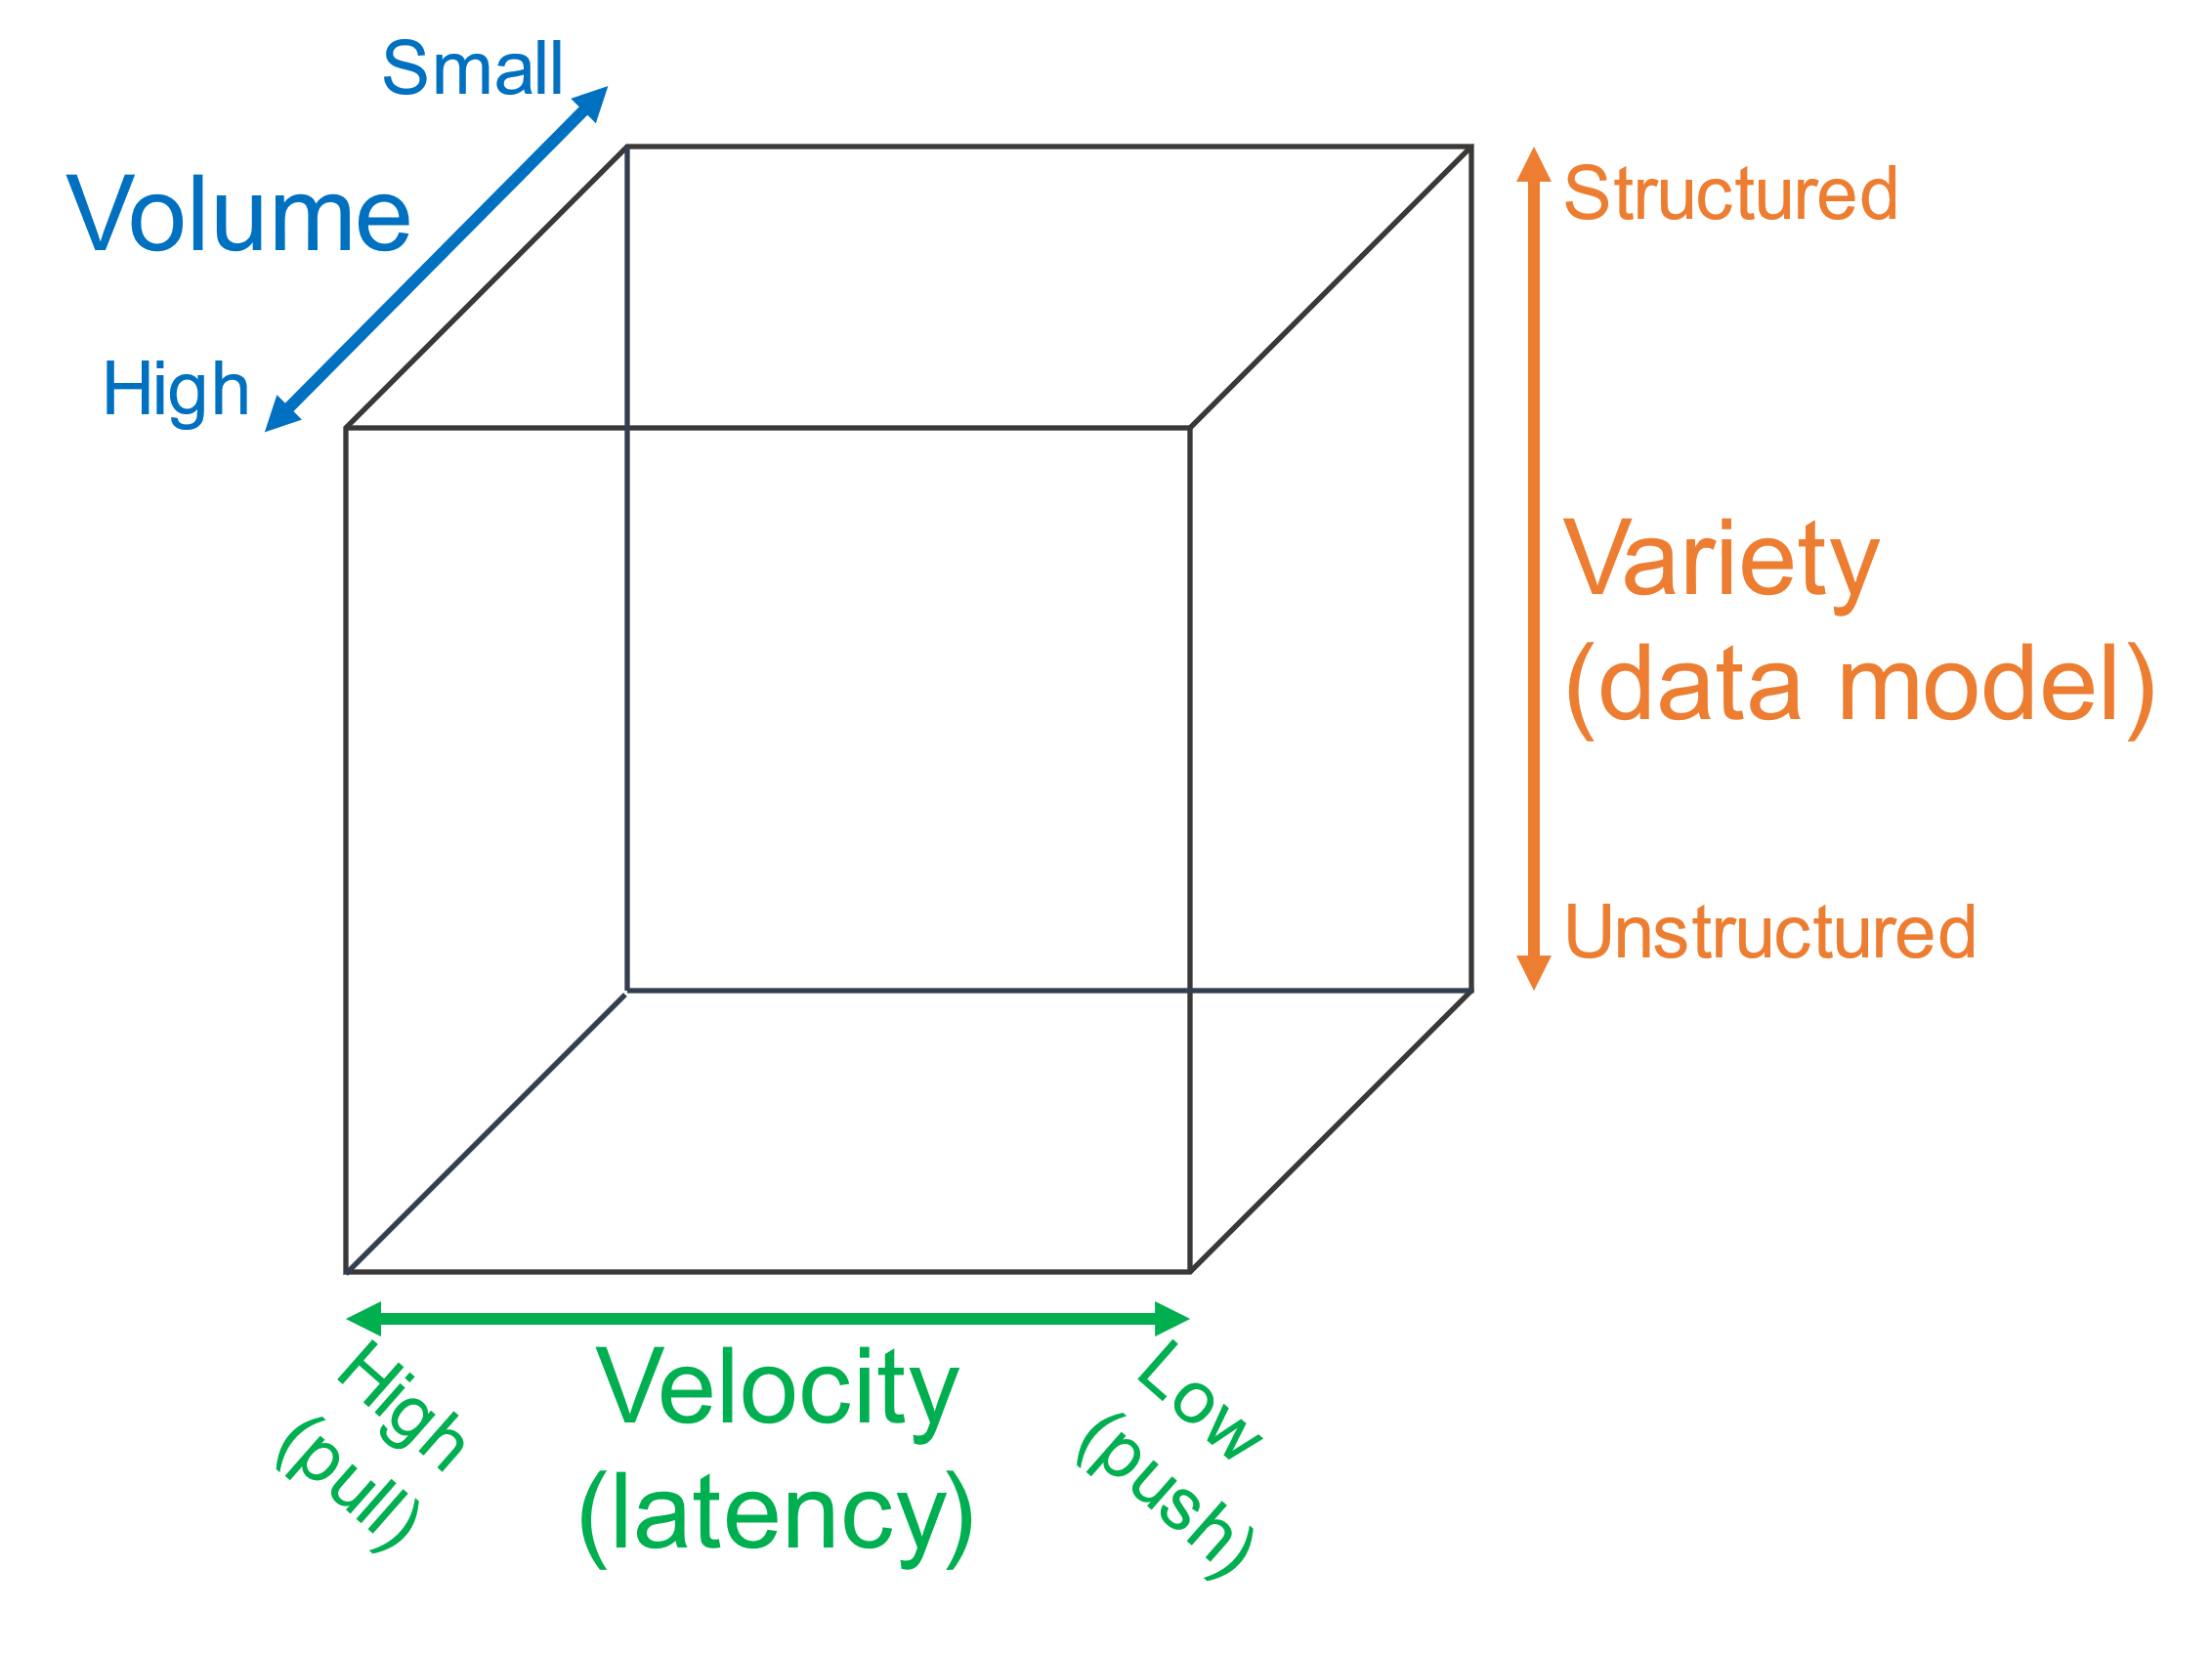 Small
Volume
High
Structured
Variety
(data model)
Unstructured
High
(pull)
Velocity
(latency)
Low
(push)